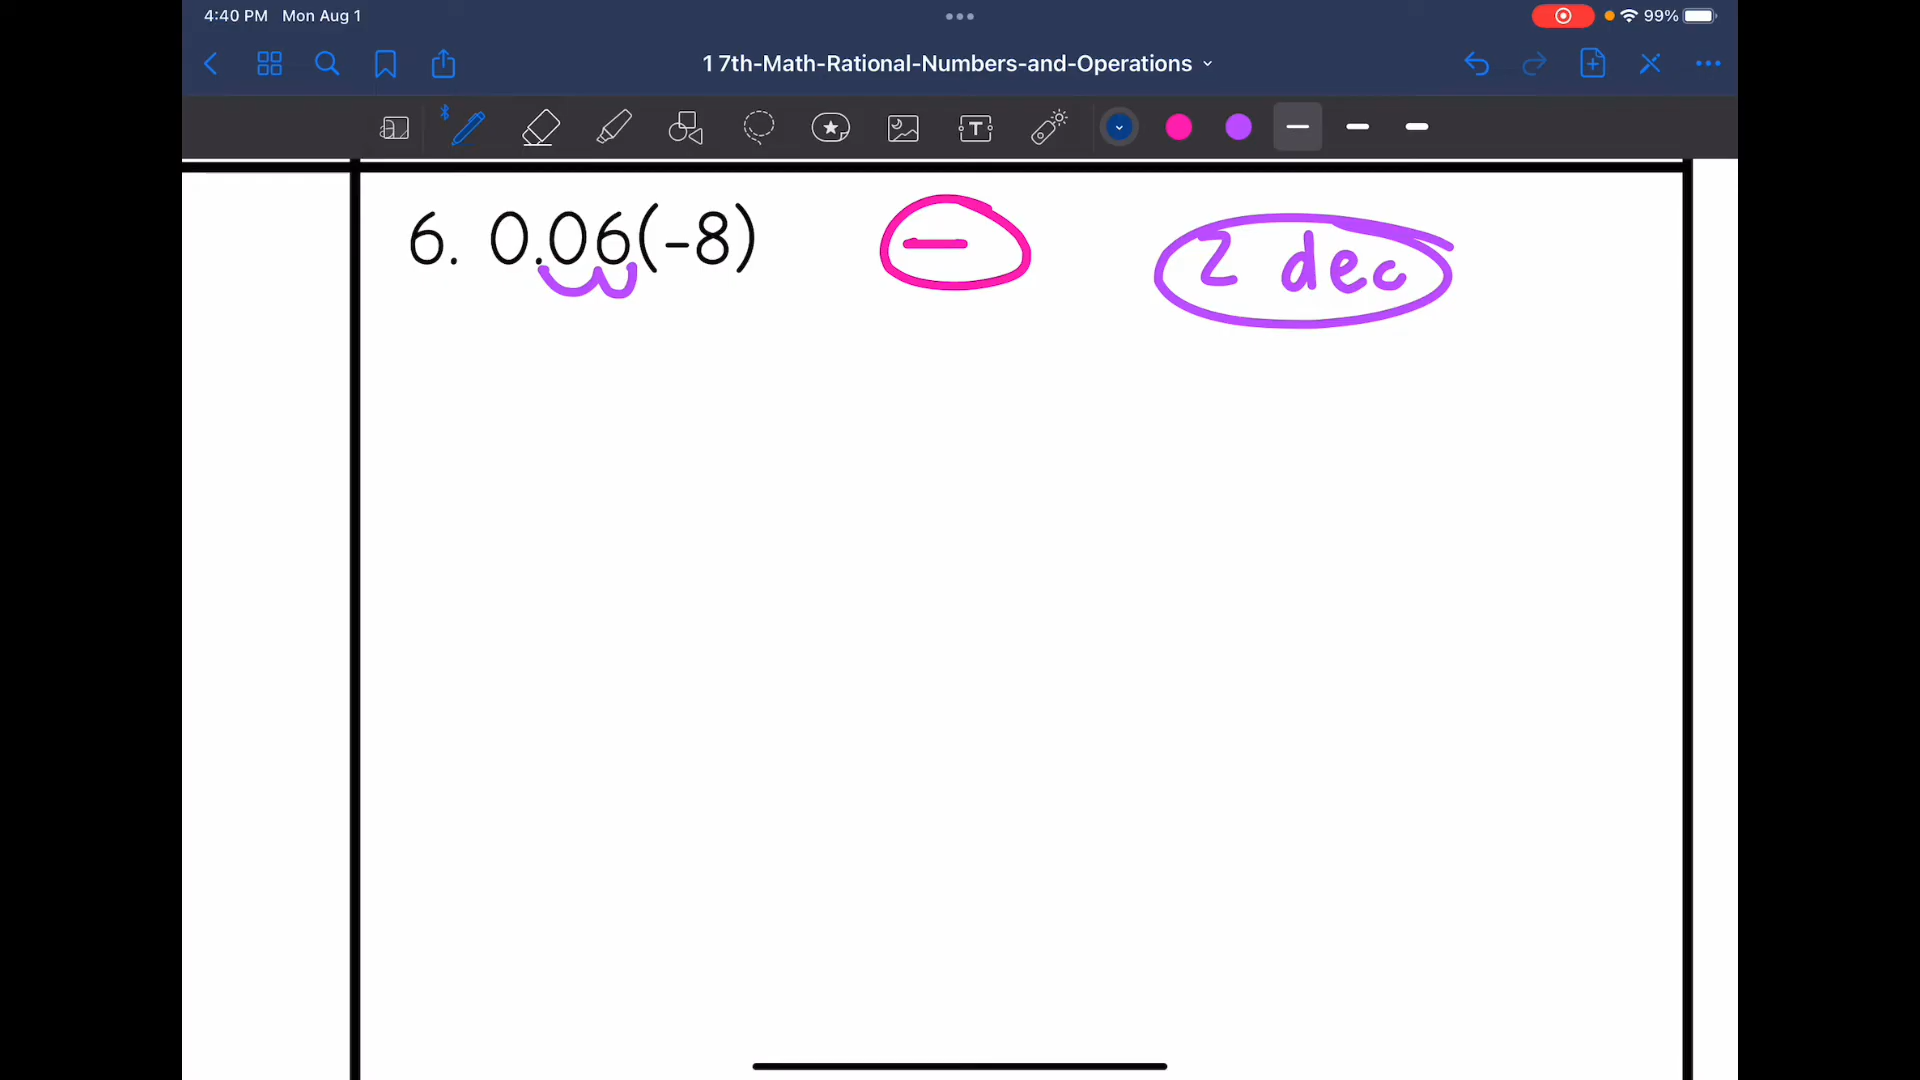 4:40 PM Mon Aug 1
99%
1 7th-Math-Rational-Numbers-and-Operations
6. 0.06(-8)
— 2 dec